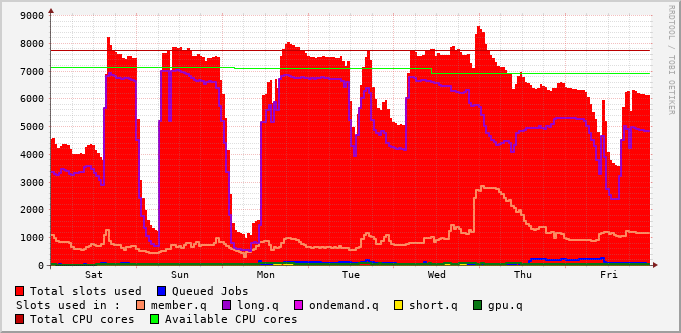 9000
8000
7000
6000
5000
4000
3000
2000
1000
0
Sat Sun Mon Tue Wed Thu Fri
RRDTOOL / TOBI OETIKER
Total slots used Queued Jobs
Slots used in : member.q long.q ondemand.q short.q gpu.q
Total CPU cores Available CPU cores